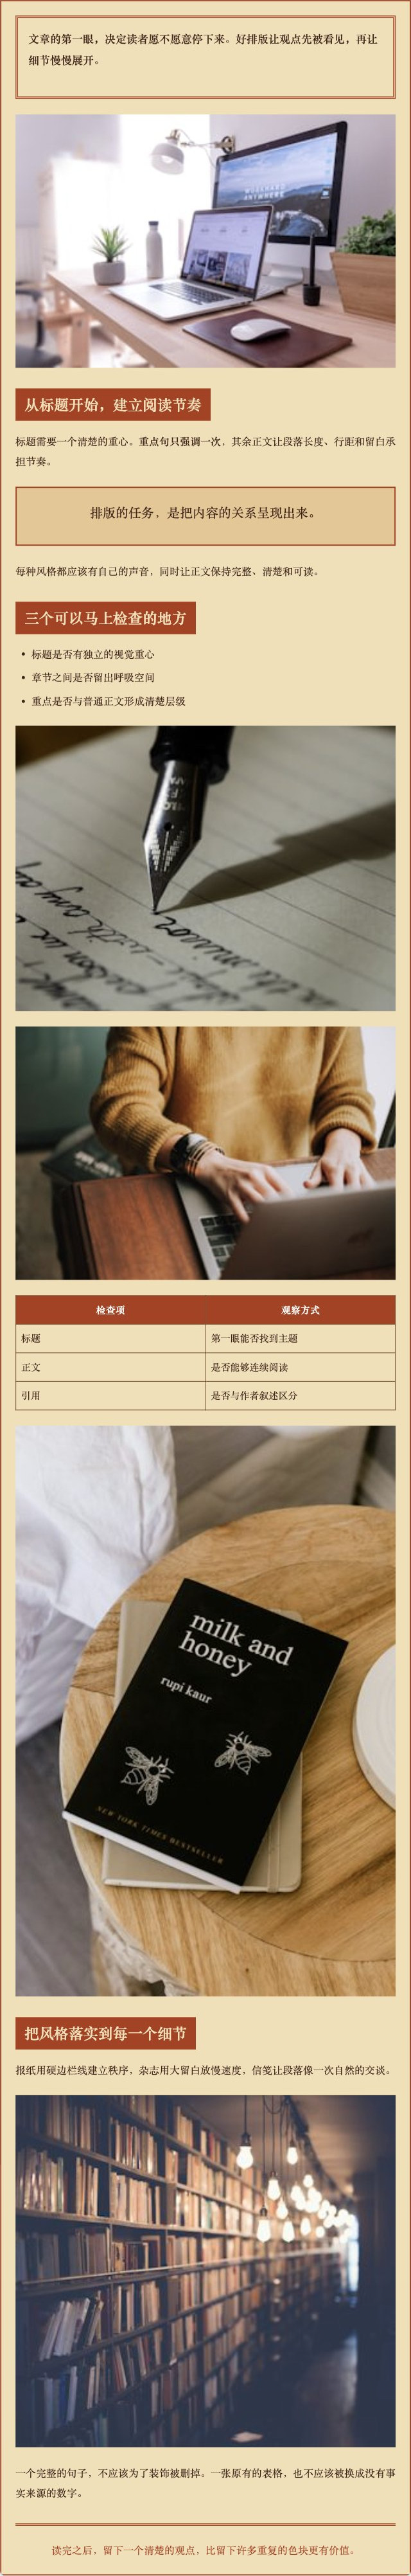 文章的第一眼，决定读者愿不愿意停下来。好排版让观点先被看见，再让
细节慢慢展开。
从标题开始，建立阅读节奏
标题需要一个清楚的重心。重点句只强调一次，其余正文让段落长度、行距和留白承
担节奏。
排版的任务，是把内容的关系呈现出来。
每种风格都应该有自己的声音，同时让正文保持完整、清楚和可读。
三个可以马上检查的地方
• 标题是否有独立的视觉重心
• 章节之间是否留出呼吸空间
• 重点是否与普通正文形成清楚层级
检查项 观察方式
标题 第一眼能否找到主题
正文 是否能够连续阅读
引用 是否与作者叙述区分
milk and
honey
rupi kaur
NEW YORK TIMES BESTSELLER
把风格落实到每一个细节
报纸用硬边栏线建立秩序，杂志用大留白放慢速度，信笺让段落像一次自然的交谈。
一个完整的句子，不应该为了装饰被删掉。一张原有的表格，也不应该被换成没有事
实来源的数字。
读完之后，留下一个清楚的观点，比留下许多重复的色块更有价值。